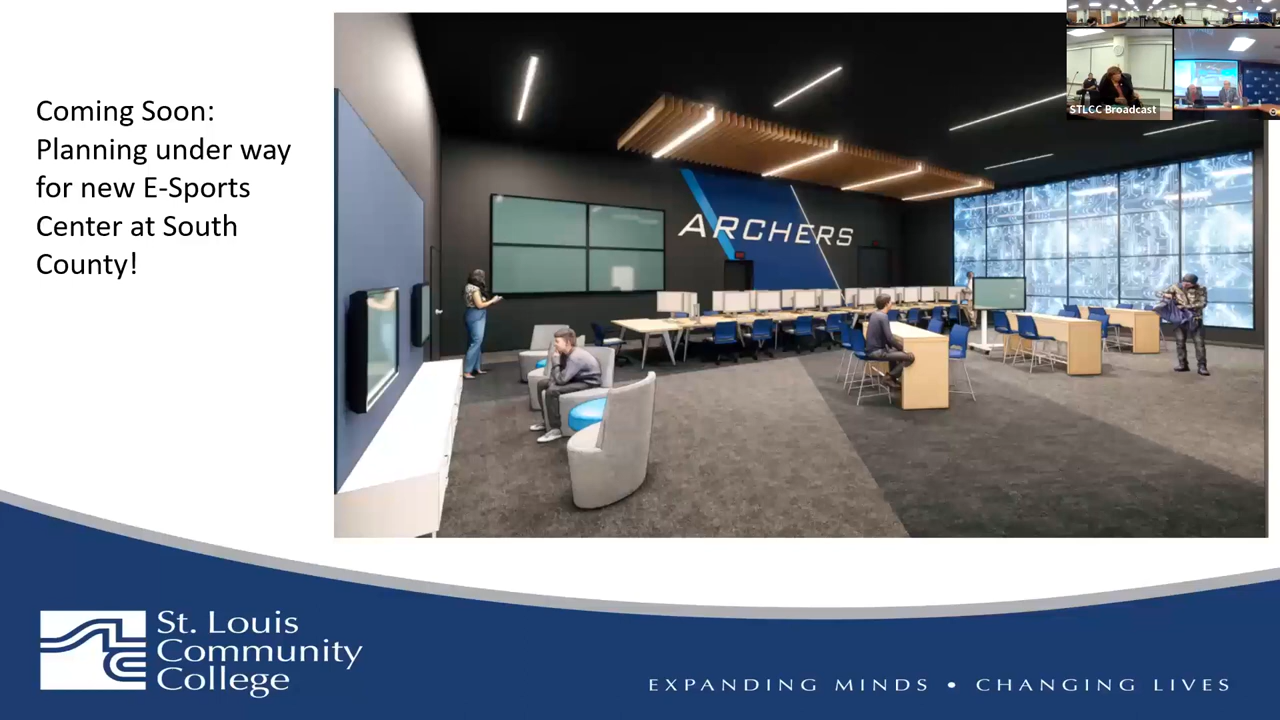 Coming Soon:
Planning under way
for new E-Sports
Center at South
County!
ARCHERS
STLCC Broadcast
St. Louis
Community
College
EXPANDING MINDS • CHANGING LIVES